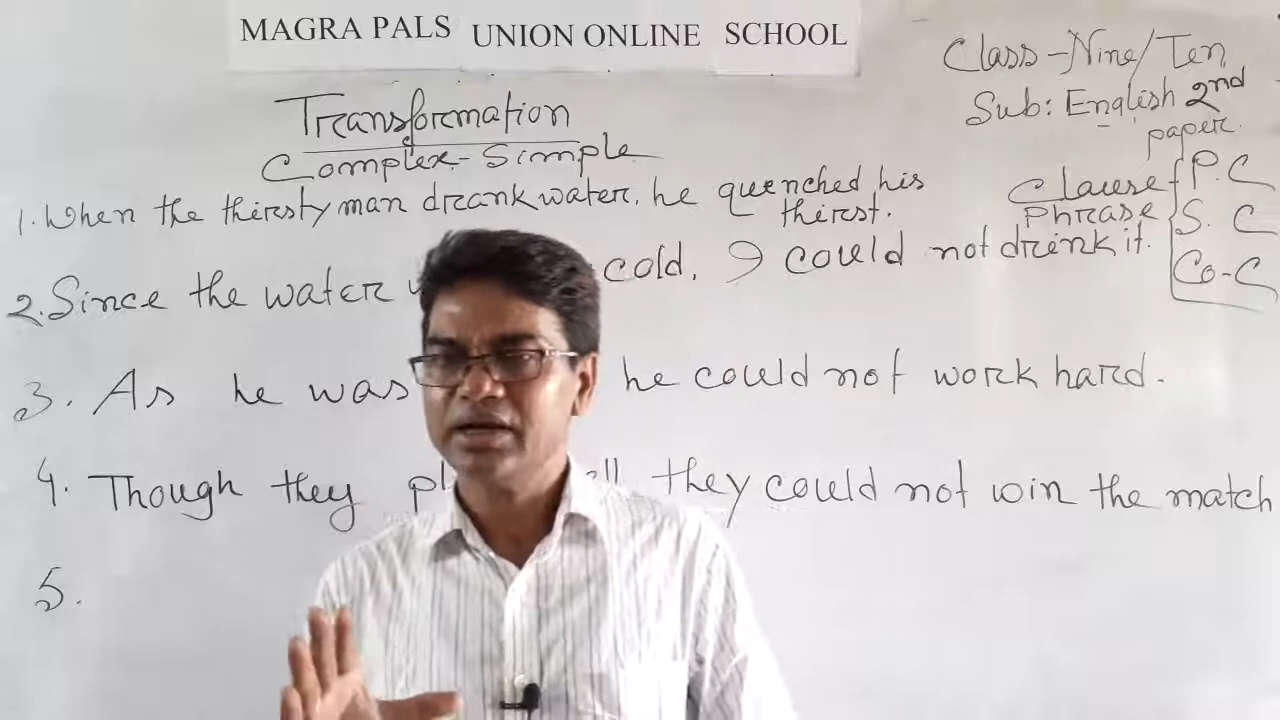 MAGRA PALS UNION ONLINE SCHOOL
Class-Nine/Ten
Sub: English 2nd
paper.
Transformation
Complex-Simple
1. When the thirsty man drank water, he quenched his
thirst.
Clause P.C
Phrase S. C
Co-C
2. Since the water cold, I could not drink it.
3. As he was he could not work hard.
4. Though they they could not win the match
5.